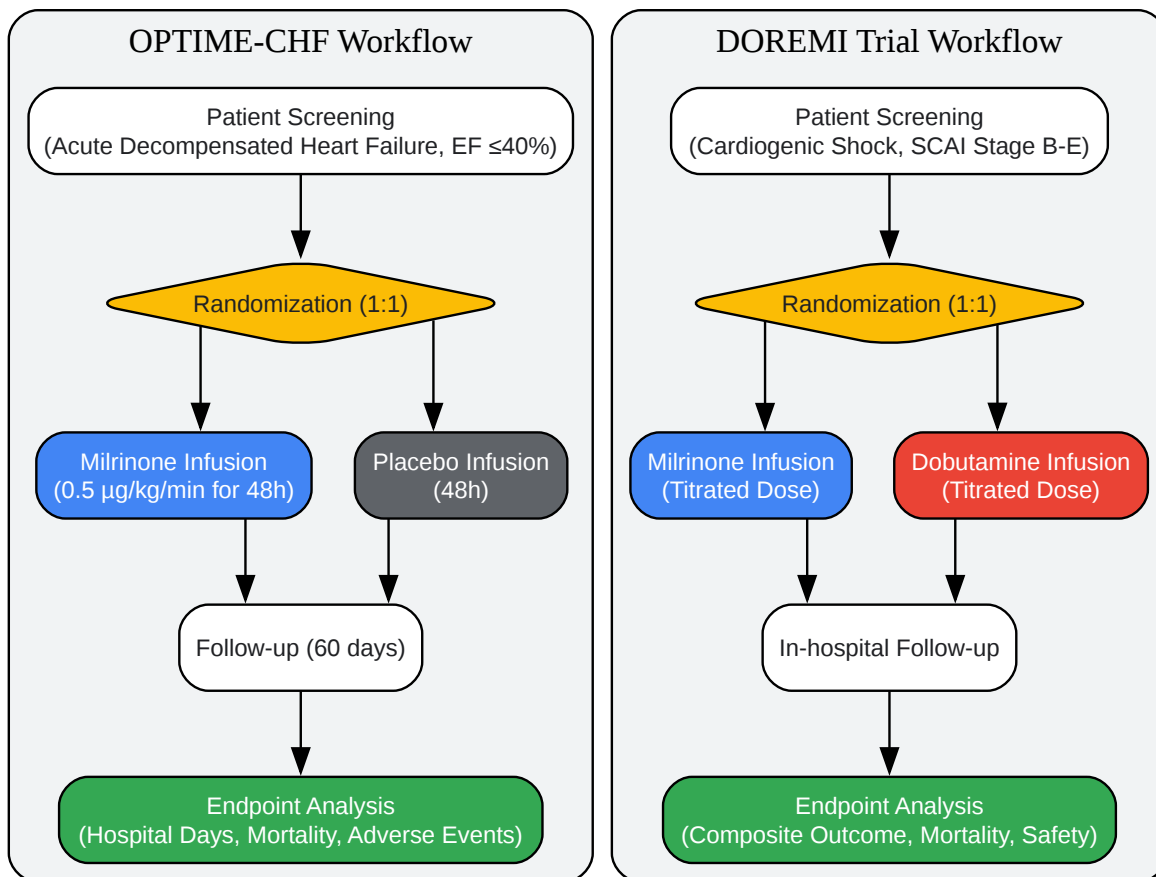 OPTIME-CHF Workflow
Patient Screening
(Acute Decompensated Heart Failure, EF ≤40%)
Randomization (1:1)
Milrinone Infusion
(0.5 µg/kg/min for 48h)
Placebo Infusion
(48h)
Follow-up (60 days)
Endpoint Analysis
(Hospital Days, Mortality, Adverse Events)
DOREMI Trial Workflow
Patient Screening
(Cardiogenic Shock, SCAI Stage B-E)
Randomization (1:1)
Milrinone Infusion
(Titrated Dose)
Dobutamine Infusion
(Titrated Dose)
In-hospital Follow-up
Endpoint Analysis
(Composite Outcome, Mortality, Safety)